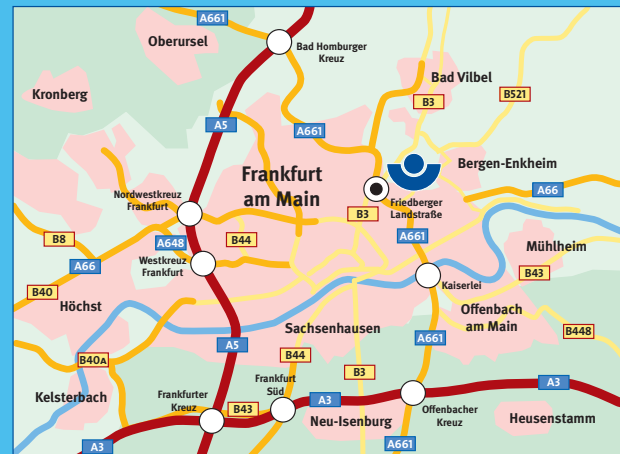 A661
Oberursel
Bad Homburger
Kreuz
Bad Vilbel
Kronberg
B521
B3
A5
A661
Bergen-Enkheim
Frankfurt
am Main
A66
Nordwestkreuz
Frankfurt
Friedberger
Landstraße
B3
B8
A648
B44
A661
Mühlheim
A66
Westkreuz
Frankfurt
B43
B40
Kaiserlei
Höchst
Offenbach
am Main
Sachsenhausen
B448
A5
A661
B40A
B44
B3
Kelsterbach
Frankfurter
Kreuz
Frankfurt
Süd
A3
B43
A3
Offenbacher
Kreuz
Neu-Isenburg
Heusenstamm
A3
A661